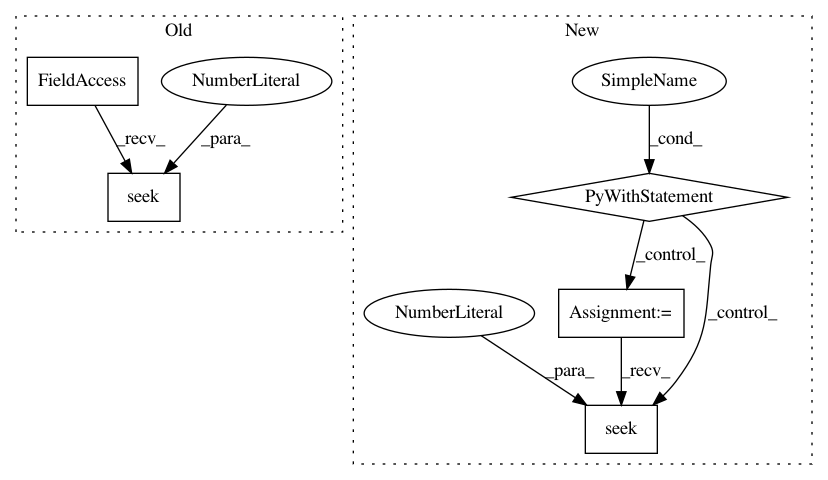 Old
FieldAccess
NumberLiteral
_recv_
_para_
seek
New
SimpleName
_cond_
PyWithStatement
_control_
NumberLiteral
Assignment:=
_control_
_para_
_recv_
seek